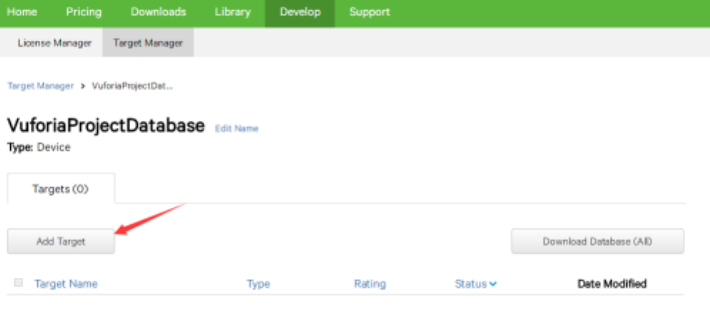 Home Pricing Downloads Library Develop Support
License Manager Target Manager
Target Manager > VuforiaProjectDat...
VuforiaProjectDatabase Edit Name
Type: Device
Targets (0)
Add Target Download Database (All)
Target Name Type Rating Status Date Modified